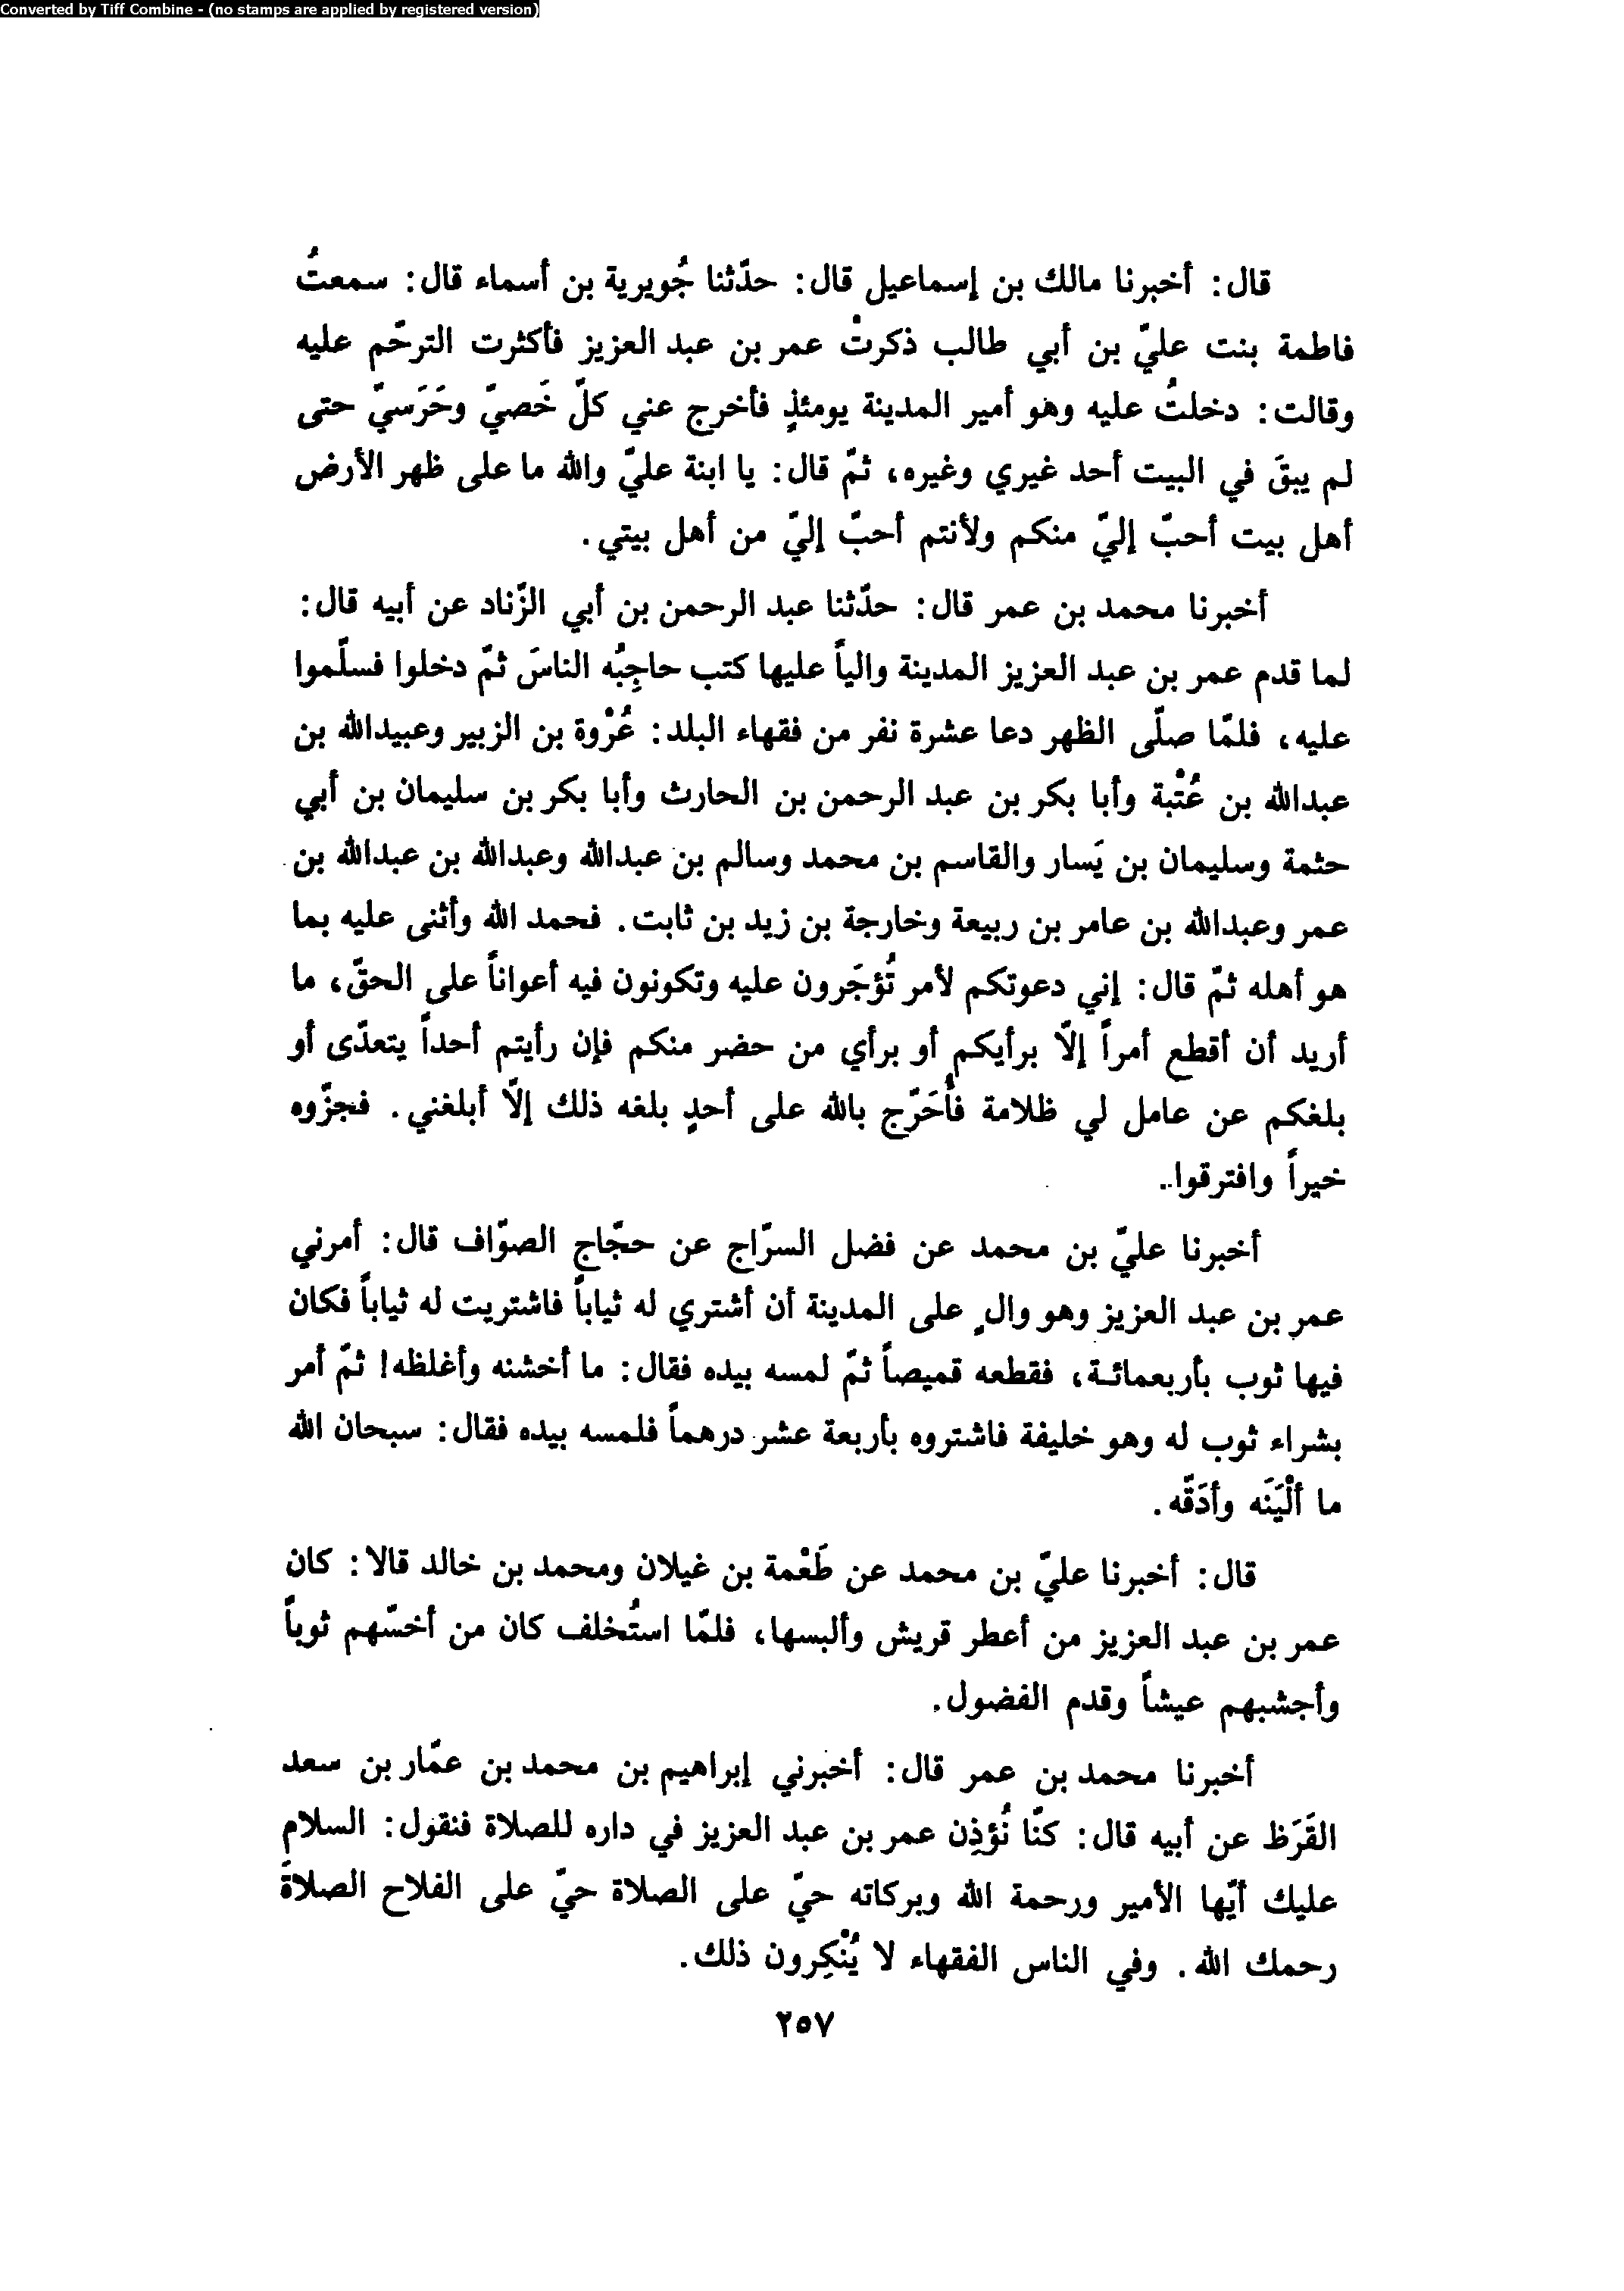 Converted by Tiff Combine - (no stamps are applied by registered version)
قال: أخبرنا مالك بن إسماعيل قال: حدّثنا جُويرية بن أسماء قال: سمعتُ
فاطمة بنت عليّ بن أبي طالب ذكرتْ عمر بن عبد العزيز فأكثرت الترحّم عليه
وقالت: دخلتُ عليه وهو أمير المدينة يومئذٍ فأخرج عني كلّ خَصيّ وحَرَسيّ حتى
لم يبقَ في البيت أحد غيري وغيره، ثمّ قال: يا ابنة عليّ والله ما على ظهر الأرض
أهل بيت أحبّ إليّ منكم ولأنتم أحبّ إليّ من أهل بيتي.
أخبرنا محمد بن عمر قال: حدّثنا عبد الرحمن بن أبي الزّناد عن أبيه قال:
لما قدم عمر بن عبد العزيز المدينة والياً عليها كتب حاجِبُه الناسَ ثمّ دخلوا فسلّموا
عليه، فلمّا صلّى الظهر دعا عشرة نفر من فقهاء البلد: عُرْوة بن الزبير وعبيدالله بن
عبدالله بن عُتْبة وأبا بكر بن عبد الرحمن بن الحارث وأبا بكر بن سليمان بن أبي
حثمة وسليمان بن يَسار والقاسم بن محمد وسالم بن عبدالله وعبدالله بن عبدالله بن
عمر وعبدالله بن عامر بن ربيعة وخارجة بن زيد بن ثابت. فحمد الله وأثنى عليه بما
هو أهله ثمّ قال: إني دعوتكم لأمر تُؤجَرون عليه وتكونون فيه أعواناً على الحقّ، ما
أريد أن أقطع أمراً إلّا برأيكم أو برأي من حضر منكم فإن رأيتم أحداً يتعدّى أو
بلغكم عن عامل لي ظلامة فأُحَرّج بالله على أحدٍ بلغه ذلك إلّا أبلغني. فجزّوه
خيراً وافترقوا.
أخبرنا عليّ بن محمد عن فضل السرّاج عن حجّاج الصوّاف قال: أمرني
عمر بن عبد العزيز وهو والٍ على المدينة أن أشتري له ثياباً فاشتريت له ثياباً فكان
فيها ثوب بأربعمائة، فقطعه قميصاً ثمّ لمسه بيده فقال: ما أخشنه وأغلظه! ثمّ أمر
بشراء ثوب له وهو خليفة فاشتروه بأربعة عشر درهماً فلمسه بيده فقال: سبحان الله
ما ألْيَنَه وأدَقّه.
قال: أخبرنا عليّ بن محمد عن طَعْمة بن غيلان ومحمد بن خالد قالا: كان
عمر بن عبد العزيز من أعطر قريش وألبسها، فلمّا استُخلف كان من أخسّهم ثوباً
وأجشبهم عيشاً وقدم الفضول.
أخبرنا محمد بن عمر قال: أخبرني إبراهيم بن محمد بن عمّار بن سعد
القَرَظ عن أبيه قال: كنّا نُؤذِن عمر بن عبد العزيز في داره للصلاة فنقول: السلام
عليك أيّها الأمير ورحمة الله وبركاته حيّ على الصلاة حيّ على الفلاح الصلاةَ
رحمك الله. وفي الناس الفقهاء لا يُنْكِرون ذلك.
٢٥٧